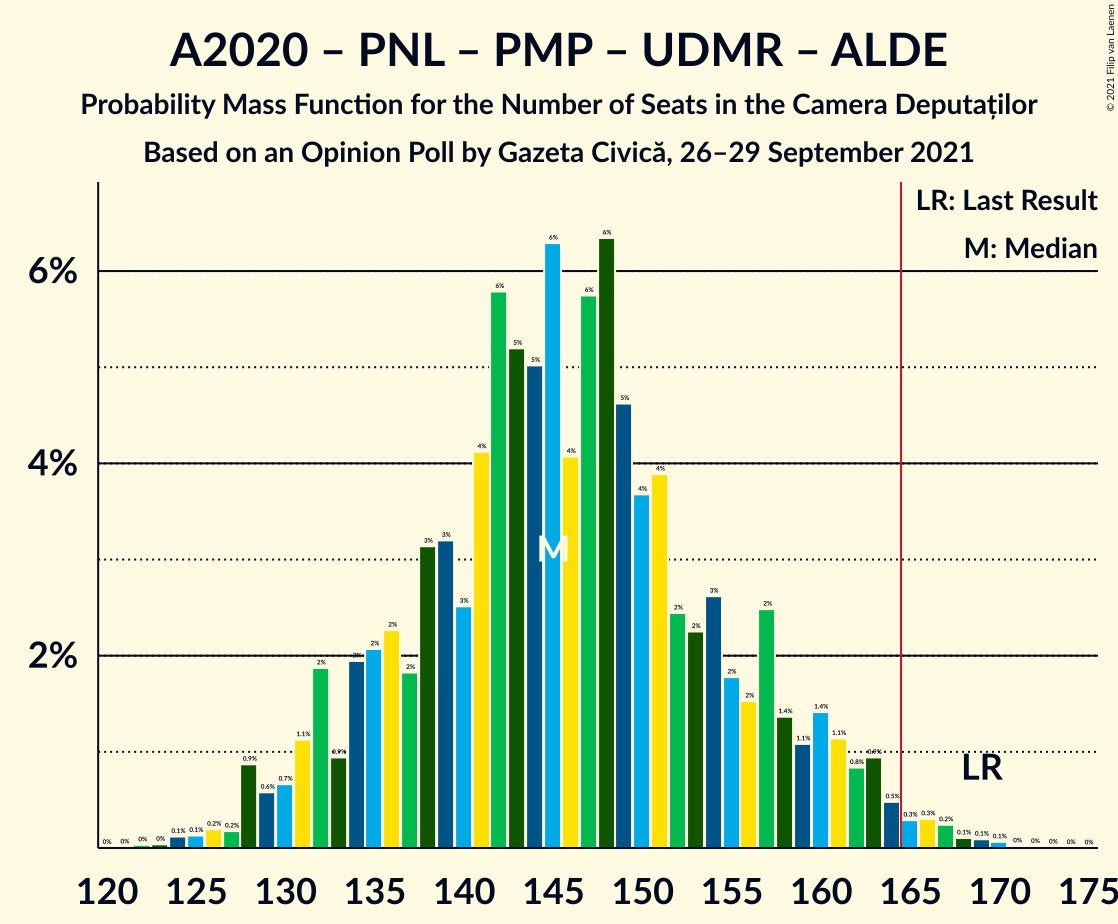 A2020 – PNL – PMP – UDMR – ALDE
Probability Mass Function for the Number of Seats in the Camera Deputaților
Based on an Opinion Poll by Gazeta Civică, 26–29 September 2021
© 2021 Filip van Laenen
LR: Last Result
M: Median
6%
4%
2%
0% 0% 0% 0% 0.1% 0.1% 0.2% 0.2% 0.9% 0.6% 0.7% 1.1% 2% 0.9% 2% 2% 2% 2% 3% 3% 3% 4% 6% 5% 5% 6% 4% 6% 6% 5% 4% 4% 2% 2% 3% 2% 2% 2% 1.4% 1.1% 1.4% 1.1% 0.8% 0.9% 0.5% 0.3% 0.3% 0.2% 0.1% 0.1% 0.1% 0% 0% 0% 0% 0%
M
LR
120 125 130 135 140 145 150 155 160 165 170 175